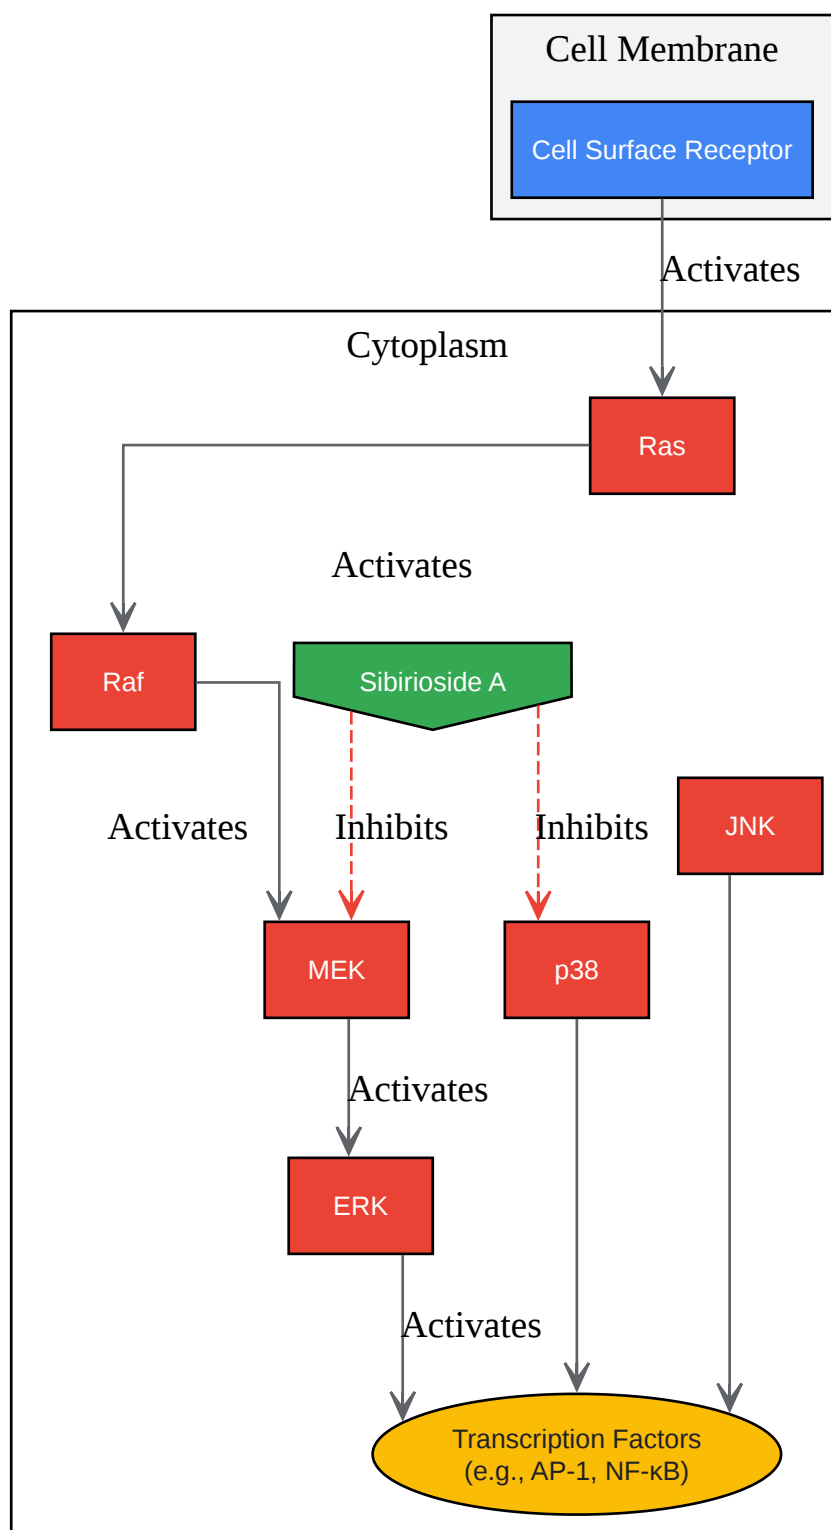 Cell Membrane
Cell Surface Receptor
Activates
Cytoplasm
Ras
Activates
Raf
Sibirioside A
Activates
Inhibits
Inhibits
JNK
MEK
p38
Activates
ERK
Activates
Transcription Factors
(e.g., AP-1, NF-κB)